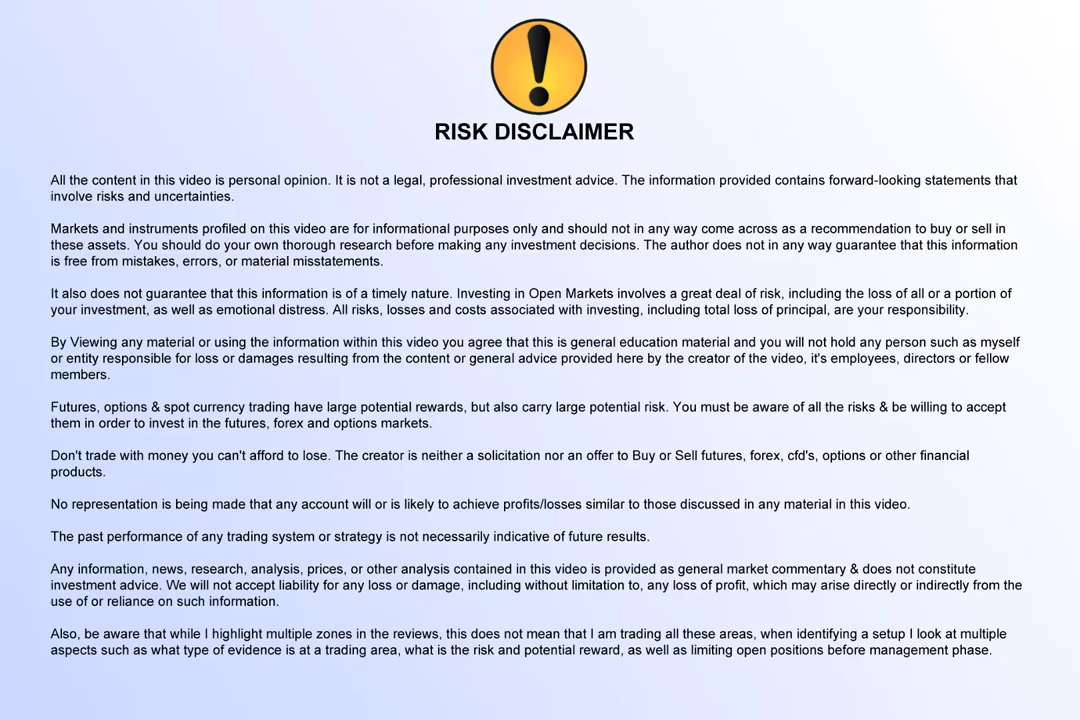 RISK DISCLAIMER
All the content in this video is personal opinion. It is not a legal, professional investment advice. The information provided contains forward-looking statements that
involve risks and uncertainties.
Markets and instruments profiled on this video are for informational purposes only and should not in any way come across as a recommendation to buy or sell in
these assets. You should do your own thorough research before making any investment decisions. The author does not in any way guarantee that this information
is free from mistakes, errors, or material misstatements.
It also does not guarantee that this information is of a timely nature. Investing in Open Markets involves a great deal of risk, including the loss of all or a portion of
your investment, as well as emotional distress. All risks, losses and costs associated with investing, including total loss of principal, are your responsibility.
By Viewing any material or using the information within this video you agree that this is general education material and you will not hold any person such as myself
or entity responsible for loss or damages resulting from the content or general advice provided here by the creator of the video, it's employees, directors or fellow
members.
Futures, options & spot currency trading have large potential rewards, but also carry large potential risk. You must be aware of all the risks & be willing to accept
them in order to invest in the futures, forex and options markets.
Don't trade with money you can't afford to lose. The creator is neither a solicitation nor an offer to Buy or Sell futures, forex, cfd's, options or other financial
products.
No representation is being made that any account will or is likely to achieve profits/losses similar to those discussed in any material in this video.
The past performance of any trading system or strategy is not necessarily indicative of future results.
Any information, news, research, analysis, prices, or other analysis contained in this video is provided as general market commentary & does not constitute
investment advice. We will not accept liability for any loss or damage, including without limitation to, any loss of profit, which may arise directly or indirectly from the
use of or reliance on such information.
Also, be aware that while I highlight multiple zones in the reviews, this does not mean that I am trading all these areas, when identifying a setup I look at multiple
aspects such as what type of evidence is at a trading area, what is the risk and potential reward, as well as limiting open positions before management phase.